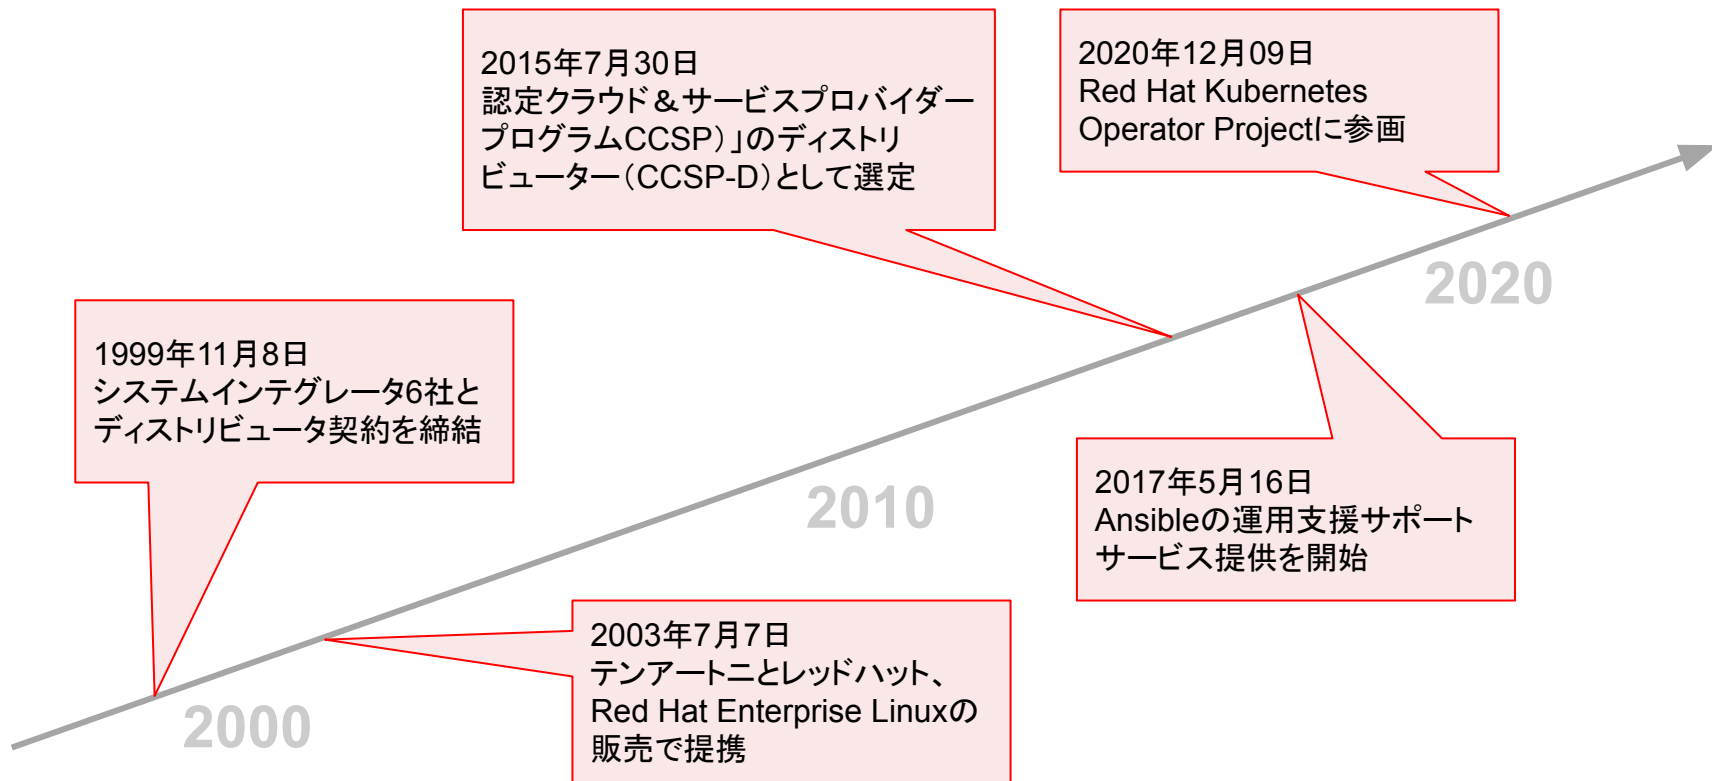 2015年7月30日
認定クラウド＆サービスプロバイダー
プログラムCCSP）」のディストリ
ビューター（CCSP-D）として選定
2020年12月09日
Red Hat Kubernetes
Operator Projectに参画
2020
1999年11月8日
システムインテグレータ6社と
ディストリビュータ契約を締結
2010
2017年5月16日
Ansibleの運用支援サポート
サービス提供を開始
2003年7月7日
テンアートニとレッドハット、
Red Hat Enterprise Linuxの
販売で提携
2000